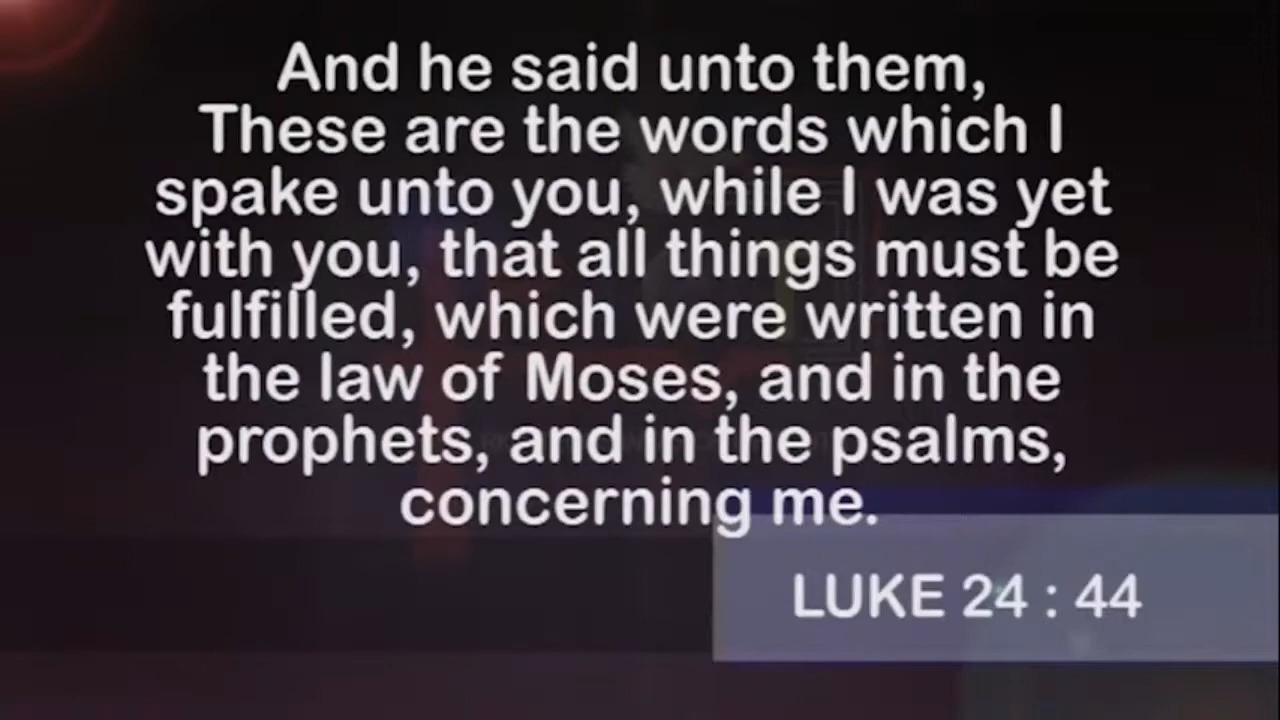 And he said unto them,
These are the words which I
spake unto you, while I was yet
with you, that all things must be
fulfilled, which were written in
the law of Moses, and in the
prophets, and in the psalms,
concerning me.
LUKE 24 : 44